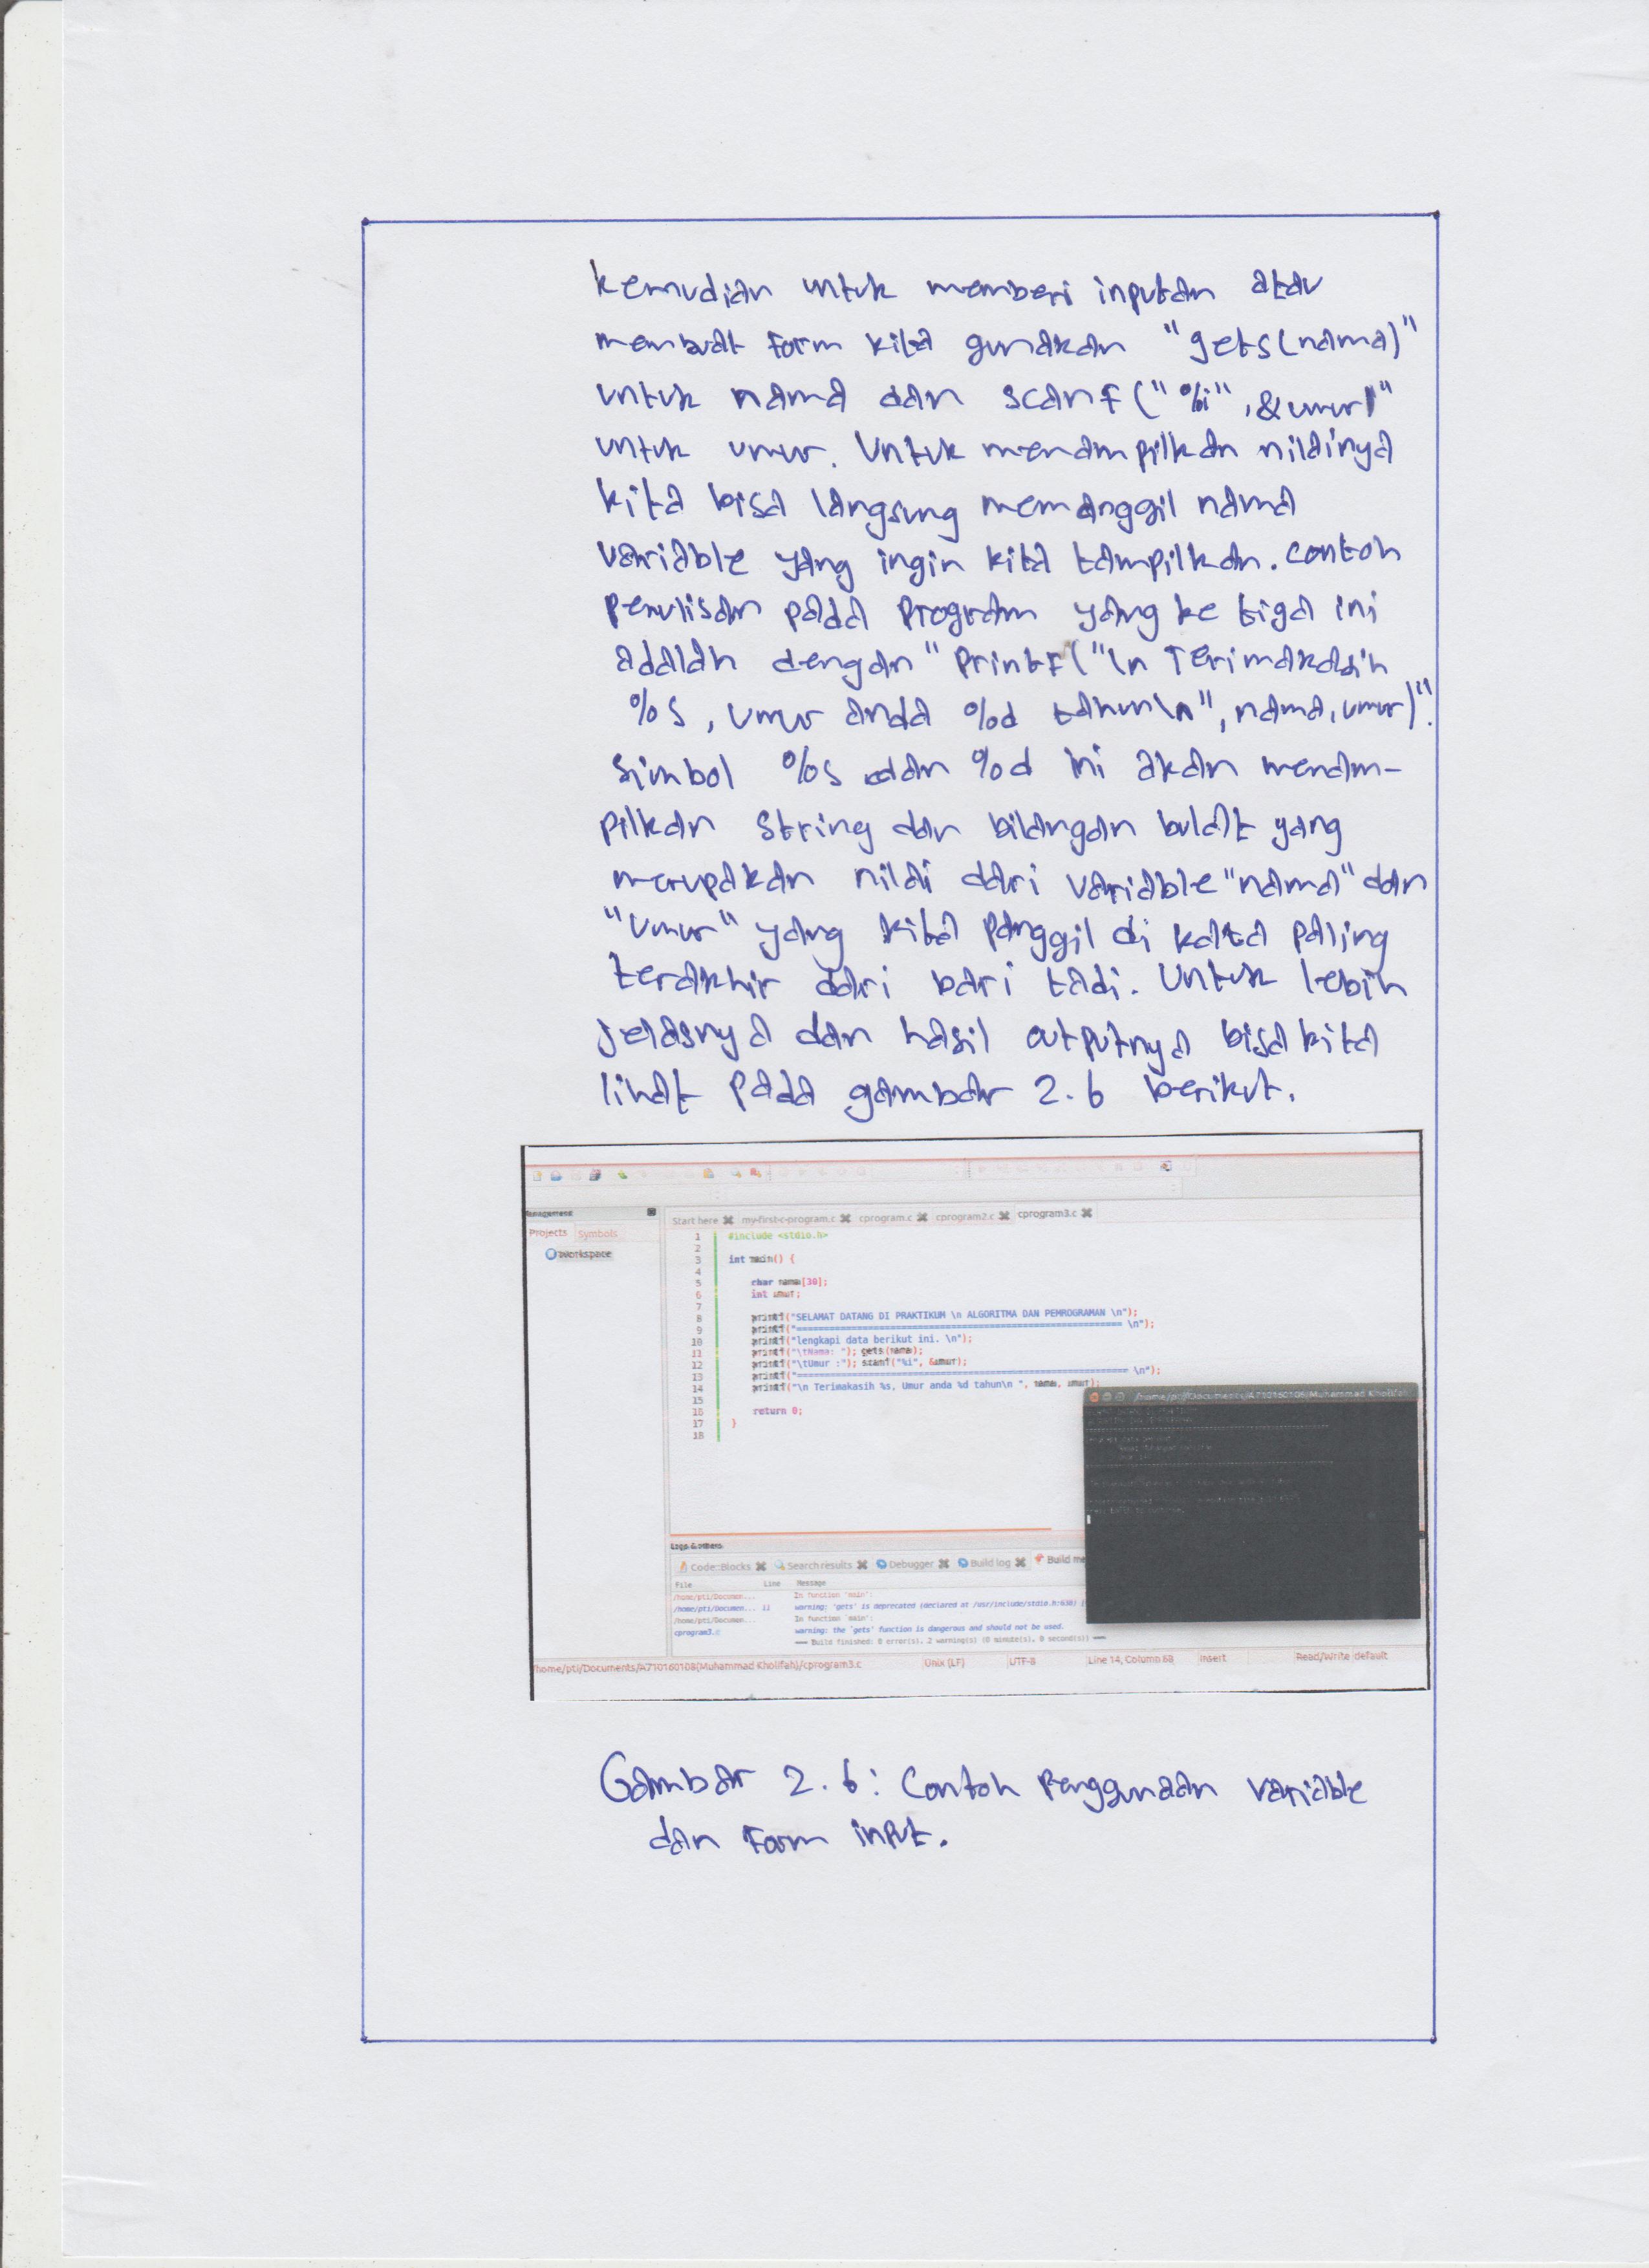 kemudian untuk memberi inputan atau
membuat form kita gunakan "gets(nama)"
untuk nama dan scanf("%i",&umur)"
untuk umur. Untuk menampilkan nilainya
kita bisa langsung memanggil nama
variable yang ingin kita tampilkan. contoh
penulisan pada program yang ke tiga ini
adalah dengan "printf("\n Terimakasih
%s, umur anda %d tahun\n", nama, umur)".
simbol %s dan %d ini akan menam-
pilkan string dan bilangan bulat yang
merupakan nilai dari variable "nama" dan
"umur" yang kita panggil di kata paling
terakhir dari bari tadi. Untuk lebih
jelasnya dan hasil outputnya bisa kita
lihat pada gambar 2.6 berikut.
Management
Projects Symbols
Workspace
Start here my-first-c-program.c cprogram.c cprogram2.c cprogram3.c
1 #include <stdio.h>
2
3 int main() {
4
5 char nama[30];
6 int umur;
7
8 printf("SELAMAT DATANG DI PRAKTIKUM \n ALGORITMA DAN PEMROGRAMAN \n");
9 printf("============================================================ \n");
10 printf("lengkapi data berikut ini. \n");
11 printf("\tNama: "); gets(nama);
12 printf("\tUmur :"); scanf("%i", &umur);
13 printf("============================================================ \n");
14 printf("\n Terimakasih %s, Umur anda %d tahun\n ", nama, umur);
15
16 return 0;
17 }
18
/home/pti/Documents/A710160108(Muhammad Kholifah)
Logs & others
Code::Blocks Search results Debugger Build log Build me
File Line Message
/home/pti/Documen... In function 'main':
/home/pti/Documen... 11 warning: 'gets' is deprecated (declared at /usr/include/stdio.h:638) [
/home/pti/Documen... In function `main':
cprogram3.c warning: the `gets' function is dangerous and should not be used.
=== Build finished: 0 error(s), 2 warning(s) (0 minute(s), 0 second(s)) ===
/home/pti/Documents/A710160108(Muhammad Kholifah)/cprogram3.c Unix (LF) UTF-8 Line 14, Column 68 Insert Read/Write default
Gambar 2.6: Contoh Penggunaan variable
dan form input.